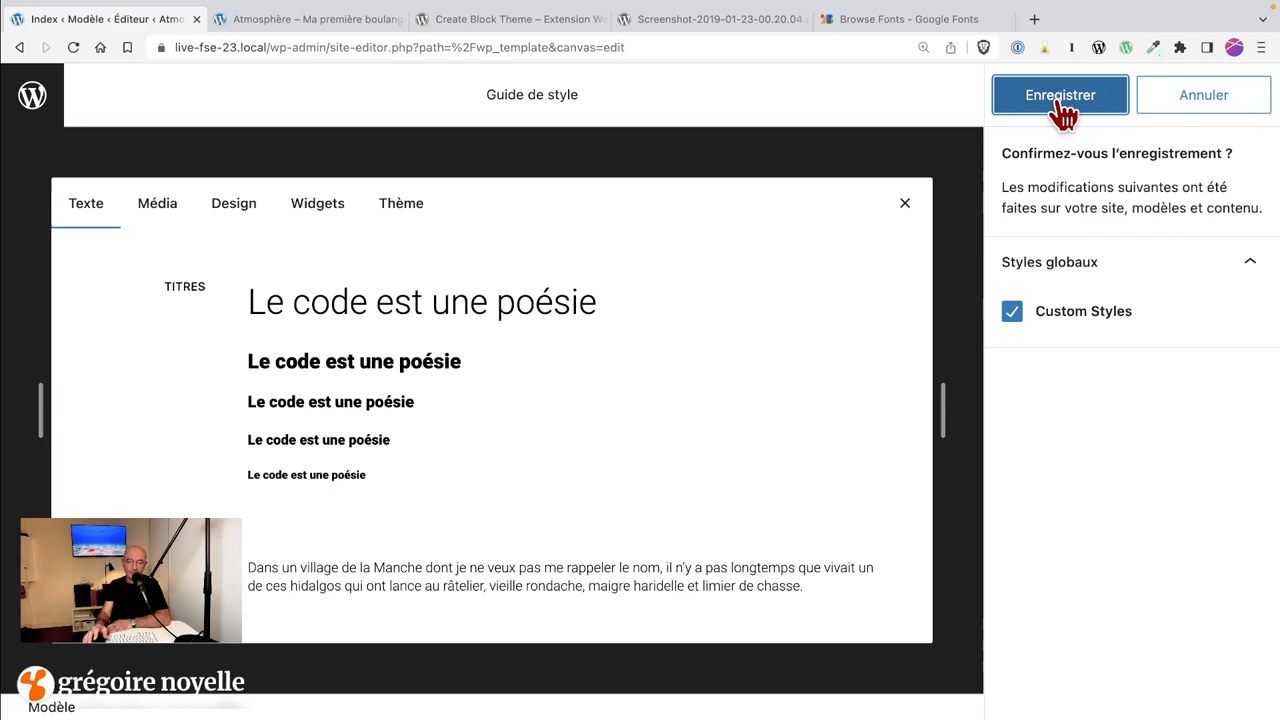 Index ‹ Modèle ‹ Éditeur ‹ Atmo
Atmosphère – Ma première boulang
Create Block Theme – Extension Wo
Screenshot-2019-01-23-00.20.04.
Browse Fonts - Google Fonts
live-fse-23.local/wp-admin/site-editor.php?path=%2Fwp_template&canvas=edit
Guide de style
Enregistrer
Annuler
Confirmez-vous l’enregistrement ?
Les modifications suivantes ont été
faites sur votre site, modèles et contenu.
Styles globaux
Custom Styles
Texte
Média
Design
Widgets
Thème
TITRES
Le code est une poésie
Le code est une poésie
Le code est une poésie
Le code est une poésie
Le code est une poésie
Dans un village de la Manche dont je ne veux pas me rappeler le nom, il n’y a pas longtemps que vivait un
de ces hidalgos qui ont lance au râtelier, vieille rondache, maigre haridelle et limier de chasse.
grégoire noyelle
Modèle